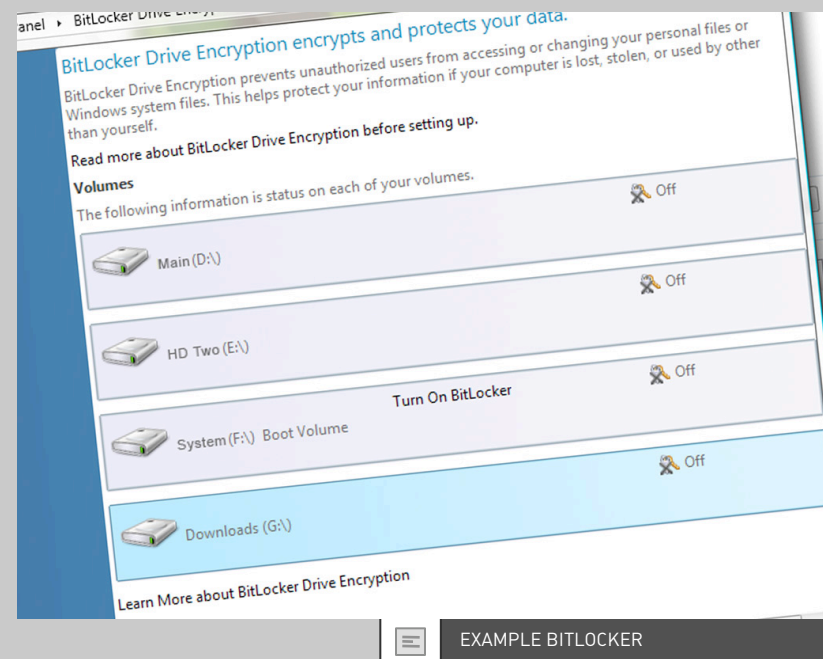 anel ▸ BitLocker Drive
BitLocker Drive Encryption encrypts and protects your data.
BitLocker Drive Encryption prevents unauthorized users from accessing or changing your personal files or
Windows system files. This helps protect your information if your computer is lost, stolen, or used by other
than yourself.
Read more about BitLocker Drive Encryption before setting up.
Volumes
The following information is status on each of your volumes.
Main (D:\) Off
HD Two (E:\) Off
System (F:\) Boot Volume Turn On BitLocker Off
Downloads (G:\) Off
Learn More about BitLocker Drive Encryption
EXAMPLE BITLOCKER